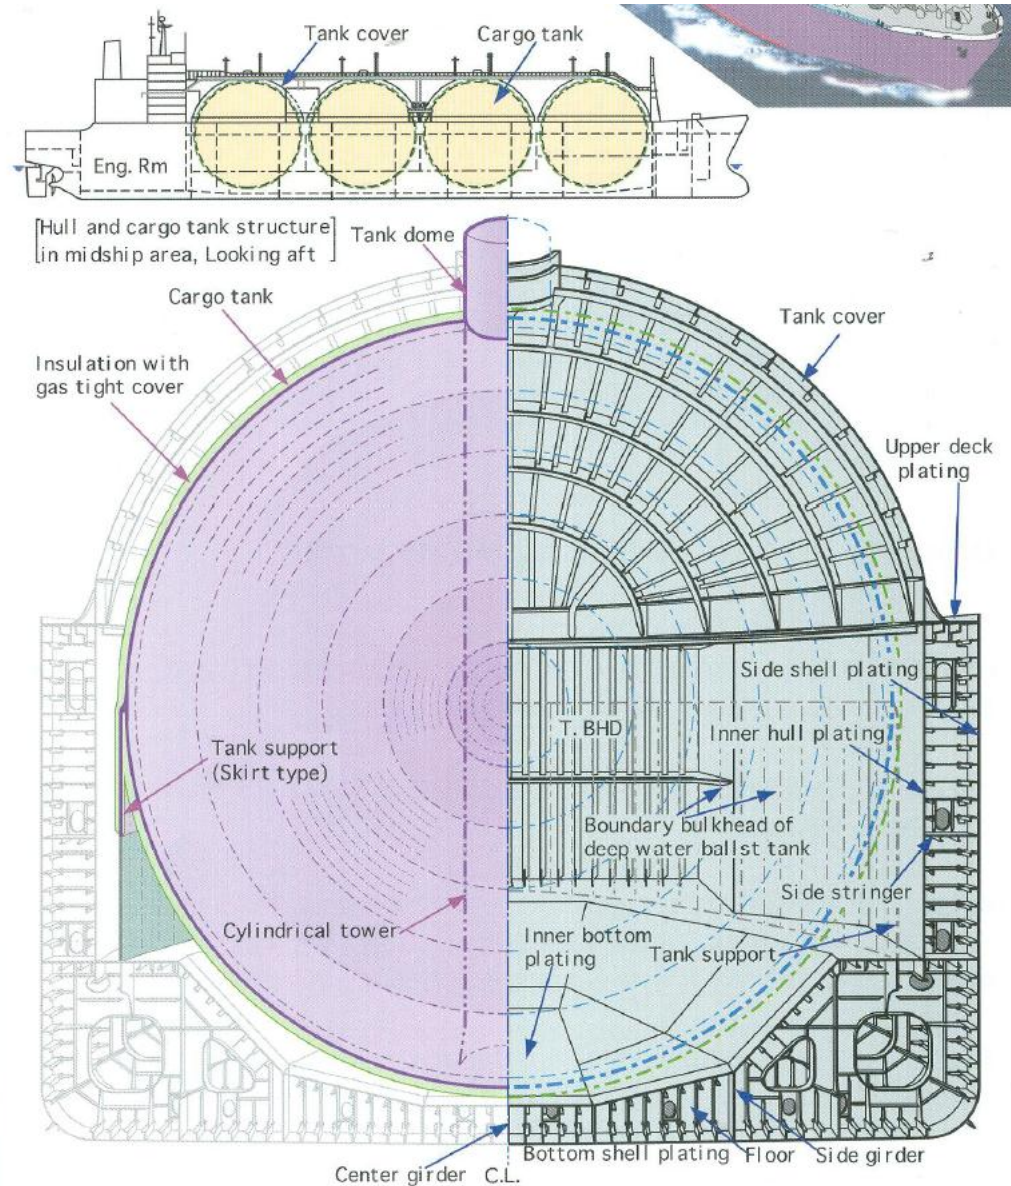 Tank cover
Cargo tank
Eng. Rm
[Hull and cargo tank structure
in midship area, Looking aft]
Tank dome
Cargo tank
Tank cover
Insulation with
gas tight cover
Upper deck
plating
Side shell plating
T. BHD
Inner hull plating
Tank support
(Skirt type)
Boundary bulkhead of
deep water ballst tank
Side stringer
Cylindrical tower
Inner bottom
plating
Tank support
Bottom shell plating
Floor
Side girder
Center girder
C.L.